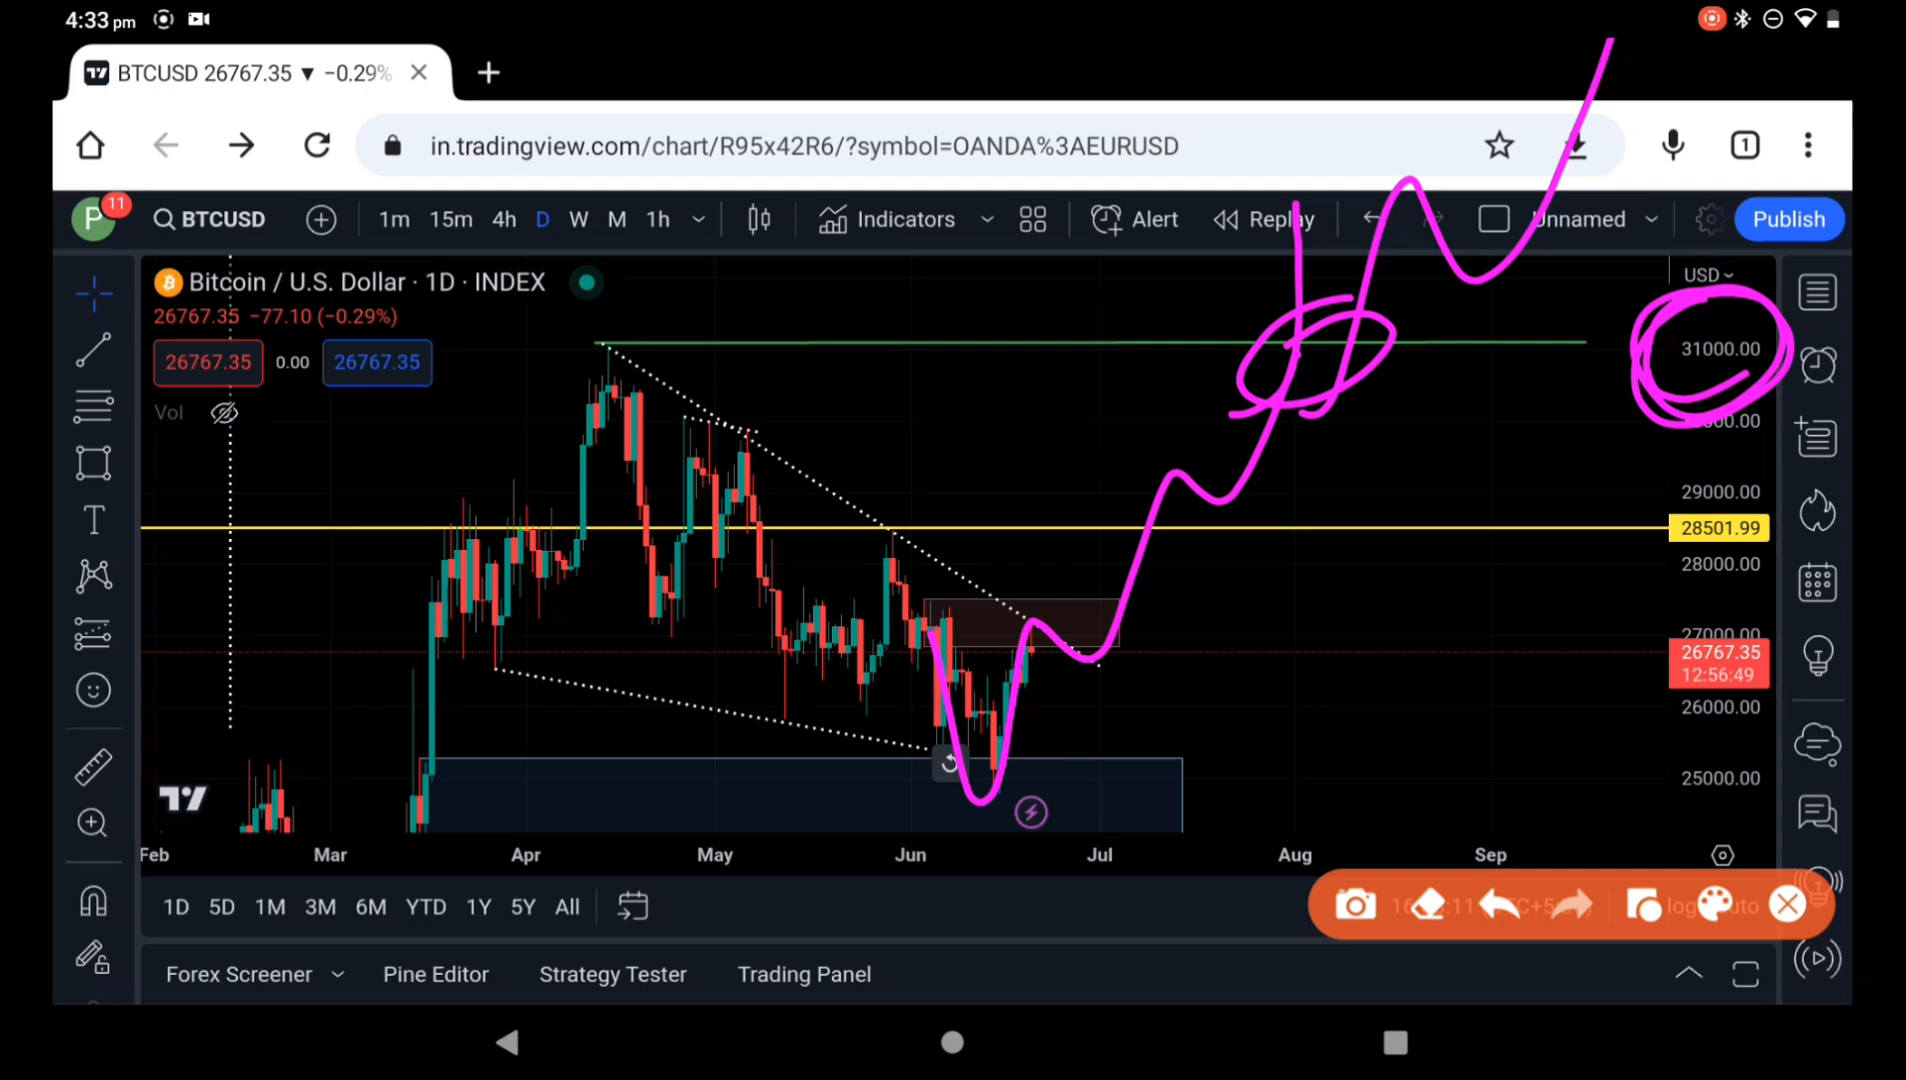 4:33 pm
BTCUSD 26767.35 ▼ −0.29%
in.tradingview.com/chart/R95x42R6/?symbol=OANDA%3AEURUSD
1
P
11
BTCUSD
1m 15m 4h D W M 1h
Indicators
Alert
Replay
Unnamed
Publish
Bitcoin / U.S. Dollar · 1D · INDEX
USD
26767.35 −77.10 (−0.29%)
26767.35
0.00
26767.35
31000.00
Vol
29000.00
28501.99
28000.00
27000.00
26767.35
12:56:49
26000.00
25000.00
Feb Mar Apr May Jun Jul Aug Sep
1D 5D 1M 3M 6M YTD 1Y 5Y All
log
Forex Screener
Pine Editor
Strategy Tester
Trading Panel